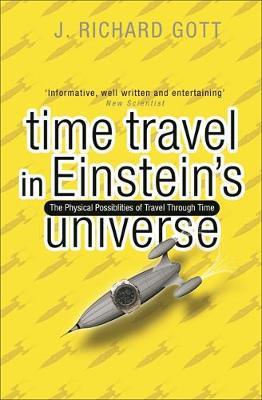 J. RICHARD GOTT
‘Informative, well written and entertaining’
New Scientist
time travel
in Einstein's
The Physical Possiblities of Travel Through Time
universe